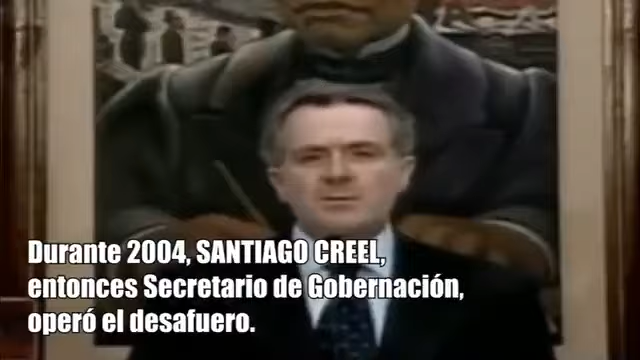 Durante 2004, SANTIAGO CREEL,
entonces Secretario de Gobernación,
operó el desafuero.